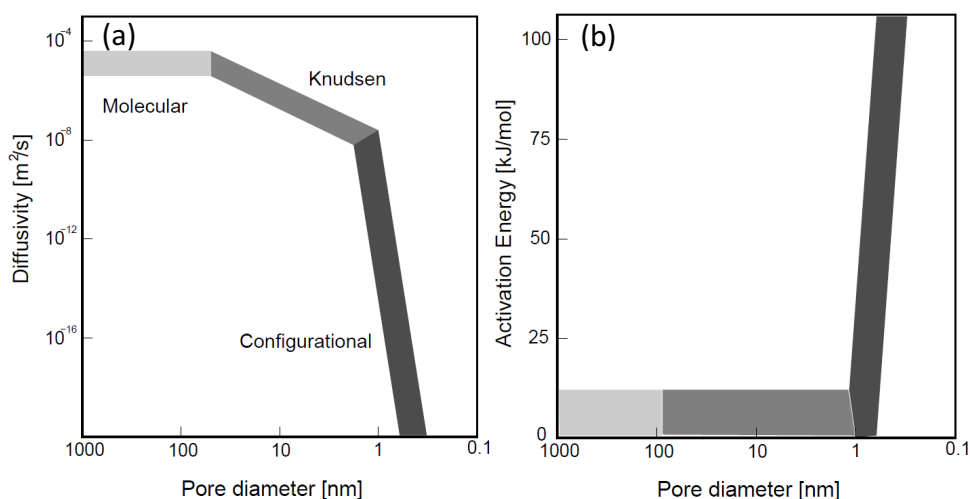 (a)
10⁻⁴
10⁻⁸
10⁻¹²
10⁻¹⁶
Diffusivity [m²/s]
Molecular
Knudsen
Configurational
1000
100
10
1
0.1
Pore diameter [nm]
(b)
100
75
50
25
0
Activation Energy [kJ/mol]
1000
100
10
1
0.1
Pore diameter [nm]